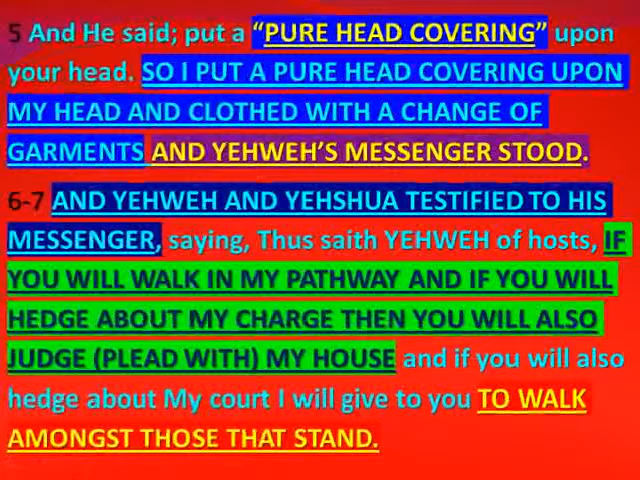 5 And He said; put a “PURE HEAD COVERING” upon
your head. SO I PUT A PURE HEAD COVERING UPON
MY HEAD AND CLOTHED WITH A CHANGE OF
GARMENTS AND YEHWEH’S MESSENGER STOOD.
6-7 AND YEHWEH AND YEHSHUA TESTIFIED TO HIS
MESSENGER, saying, Thus saith YEHWEH of hosts, IF
YOU WILL WALK IN MY PATHWAY AND IF YOU WILL
HEDGE ABOUT MY CHARGE THEN YOU WILL ALSO
JUDGE (PLEAD WITH) MY HOUSE and if you will also
hedge about My court I will give to you TO WALK
AMONGST THOSE THAT STAND.